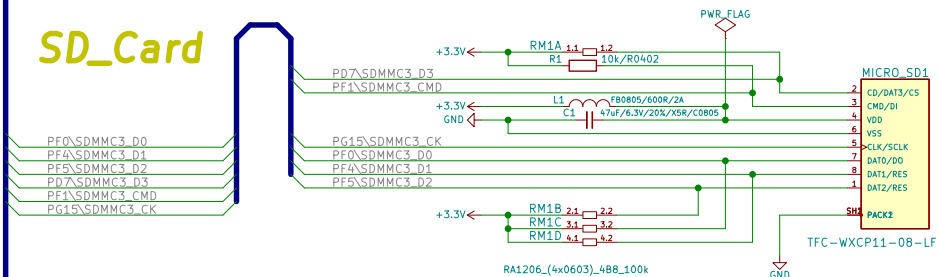 SD_Card
PF0\SDMMC3_D0
PF4\SDMMC3_D1
PF5\SDMMC3_D2
PD7\SDMMC3_D3
PF1\SDMMC3_CMD
PG15\SDMMC3_CK
PD7\SDMMC3_D3
PF1\SDMMC3_CMD
PG15\SDMMC3_CK
PF0\SDMMC3_D0
PF4\SDMMC3_D1
PF5\SDMMC3_D2
PWR_FLAG
+3.3V
RM1A 1.1 1.2
R1 10k/R0402
+3.3V
L1 FB0805/600R/2A
GND
C1 47uF/6.3V/20%/X5R/C0805
+3.3V
RM1B 2.1 2.2
RM1C 3.1 3.2
RM1D 4.1 4.2
RA1206_(4x0603)_4B8_100k
MICRO_SD1
2 CD/DAT3/CS
3 CMD/DI
4 VDD
6 VSS
5 CLK/SCLK
7 DAT0/DO
8 DAT1/RES
1 DAT2/RES
TFC-WXCP11-08-LF
GND